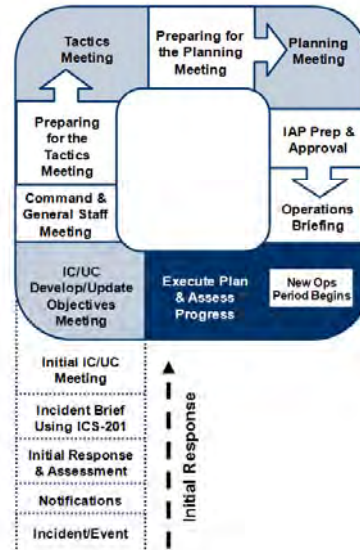 Tactics
Meeting
Preparing for
the Planning
Meeting
Planning
Meeting
Preparing
for the
Tactics
Meeting
IAP Prep &
Approval
Command &
General Staff
Meeting
Operations
Briefing
IC/UC
Develop/Update
Objectives
Meeting
Execute Plan
& Assess
Progress
New Ops
Period Begins
Initial IC/UC
Meeting
Incident Brief
Using ICS-201
Initial Response
& Assessment
Notifications
Incident/Event
Initial Response